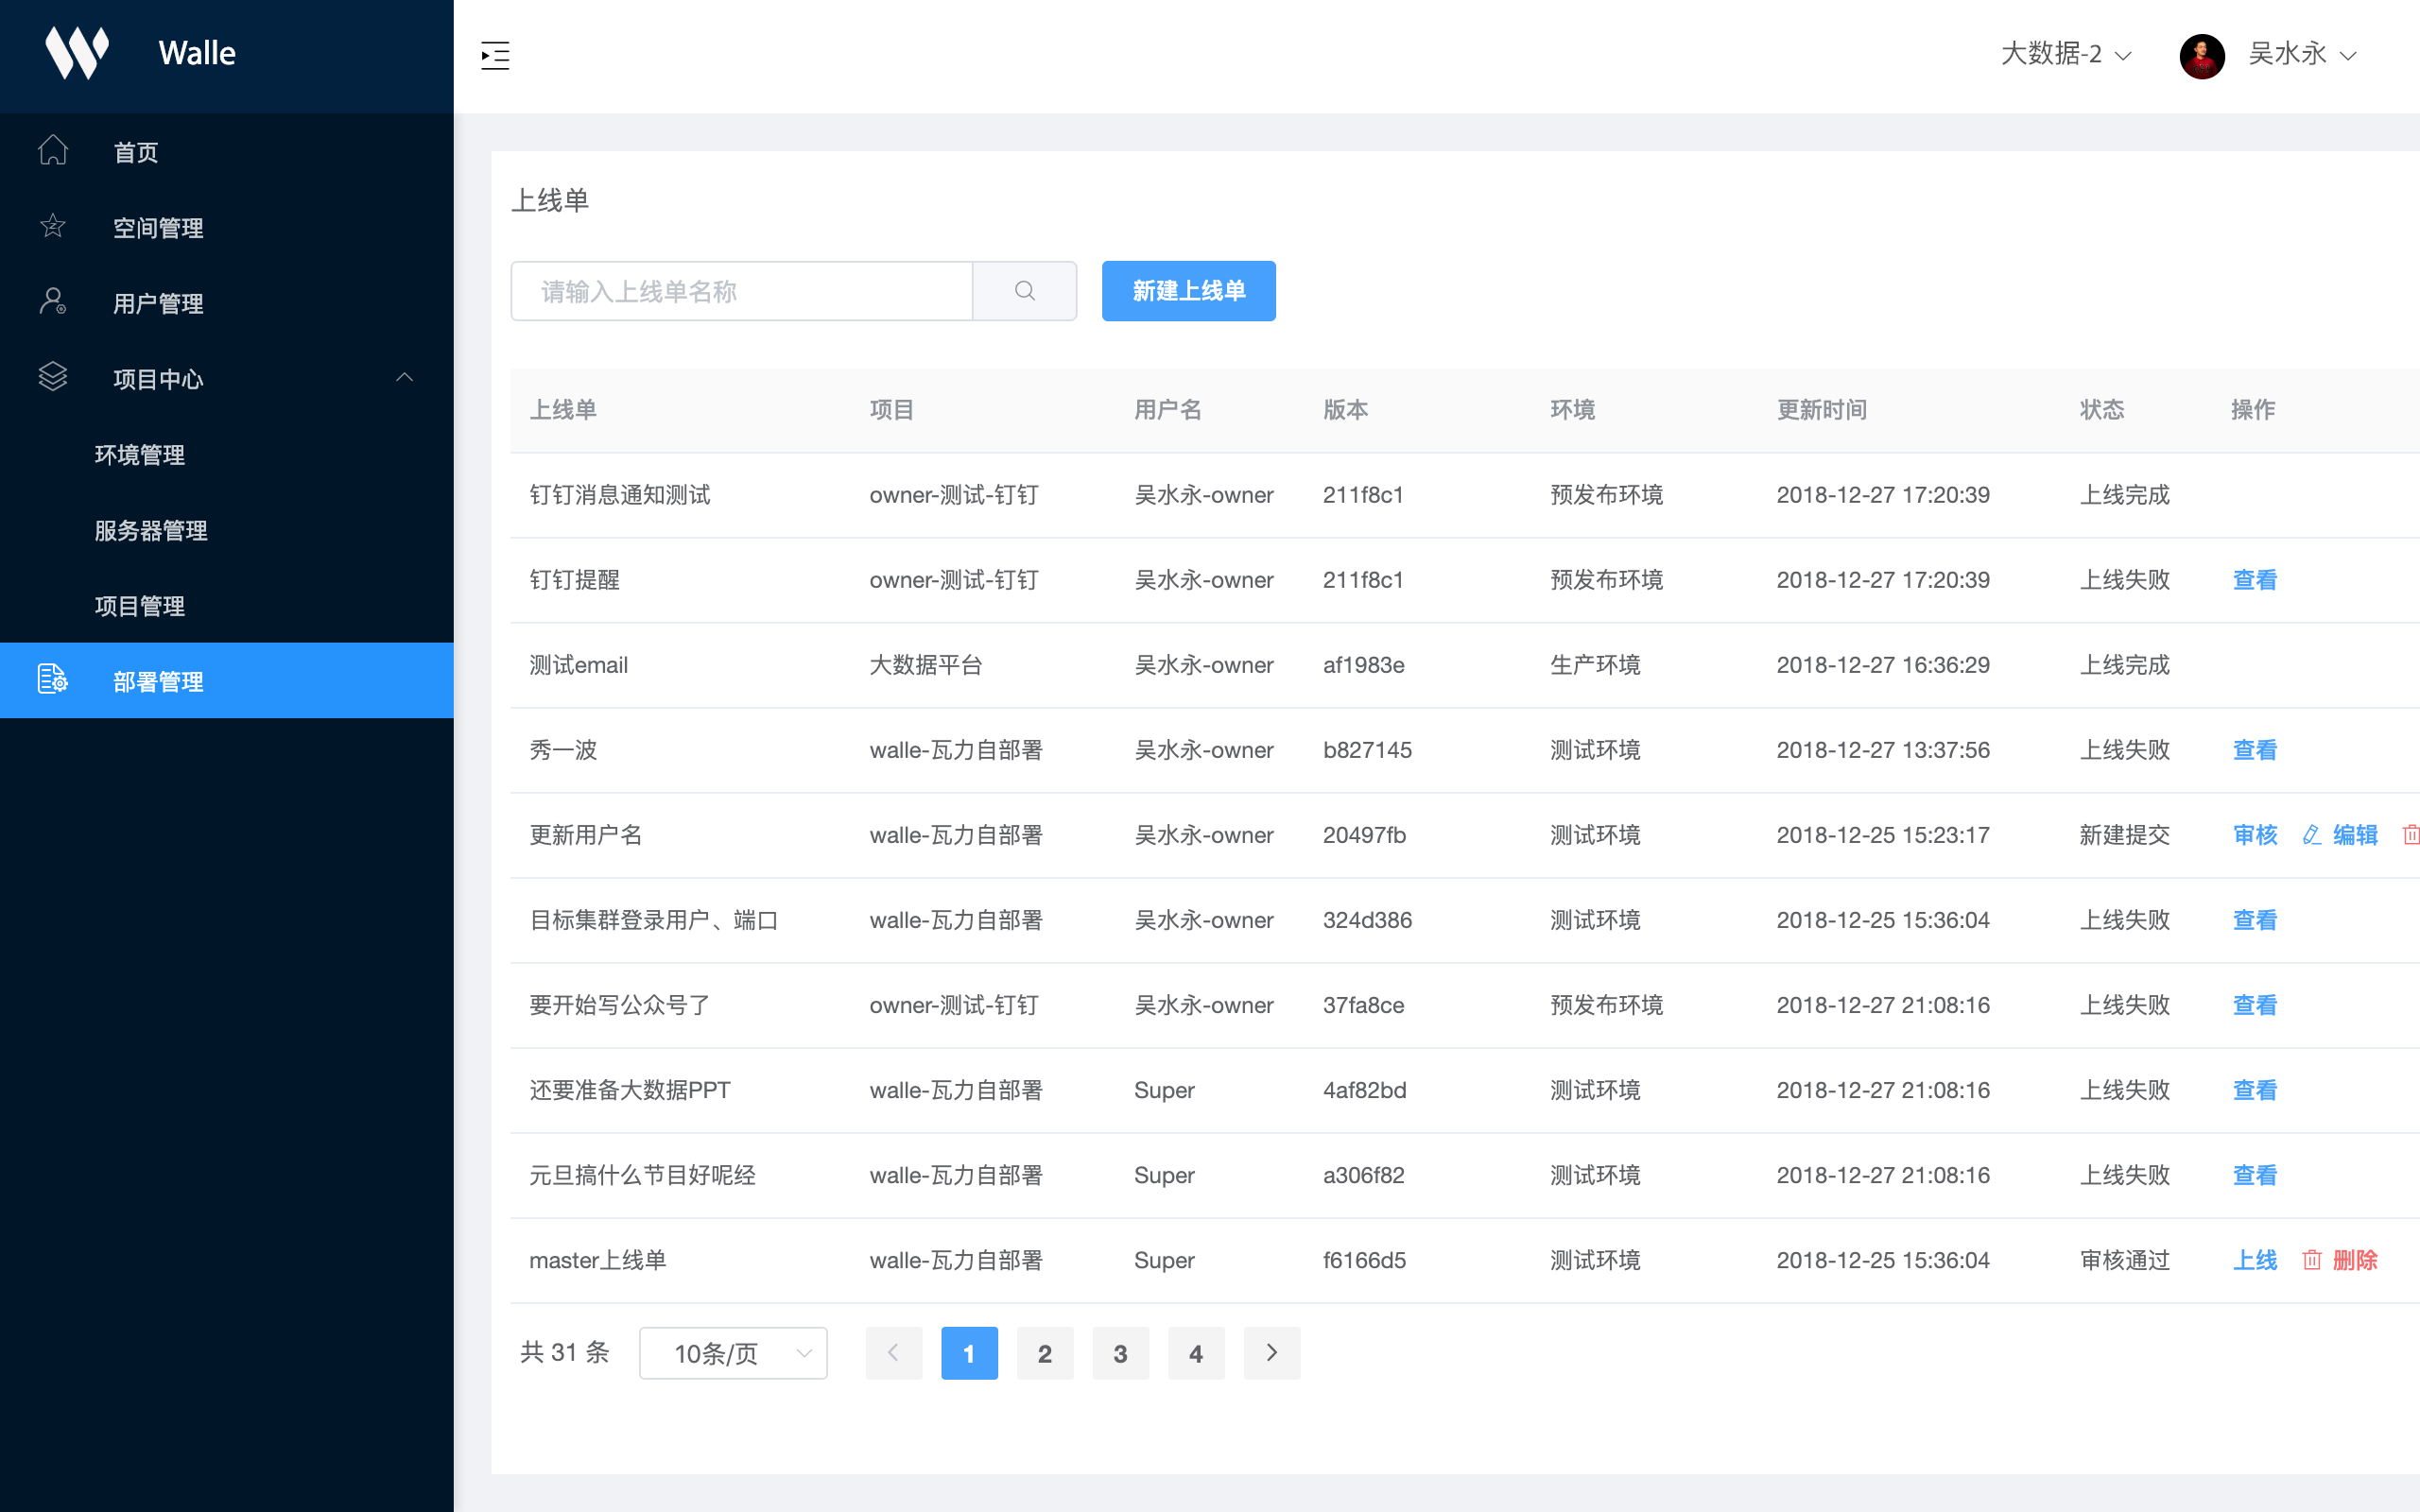 Walle
大数据-2
吴水永
首页
空间管理
用户管理
项目中心
环境管理
服务器管理
项目管理
部署管理
上线单
请输入上线单名称
新建上线单
上线单 项目 用户名 版本 环境 更新时间 状态 操作
钉钉消息通知测试 owner-测试-钉钉 吴水永-owner 211f8c1 预发布环境 2018-12-27 17:20:39 上线完成
钉钉提醒 owner-测试-钉钉 吴水永-owner 211f8c1 预发布环境 2018-12-27 17:20:39 上线失败 查看
测试email 大数据平台 吴水永-owner af1983e 生产环境 2018-12-27 16:36:29 上线完成
秀一波 walle-瓦力自部署 吴水永-owner b827145 测试环境 2018-12-27 13:37:56 上线失败 查看
更新用户名 walle-瓦力自部署 吴水永-owner 20497fb 测试环境 2018-12-25 15:23:17 新建提交 审核 编辑
目标集群登录用户、端口 walle-瓦力自部署 吴水永-owner 324d386 测试环境 2018-12-25 15:36:04 上线失败 查看
要开始写公众号了 owner-测试-钉钉 吴水永-owner 37fa8ce 预发布环境 2018-12-27 21:08:16 上线失败 查看
还要准备大数据PPT walle-瓦力自部署 Super 4af82bd 测试环境 2018-12-27 21:08:16 上线失败 查看
元旦搞什么节目好呢经 walle-瓦力自部署 Super a306f82 测试环境 2018-12-27 21:08:16 上线失败 查看
master上线单 walle-瓦力自部署 Super f6166d5 测试环境 2018-12-25 15:36:04 审核通过 上线 删除
共 31 条 10条/页 1 2 3 4